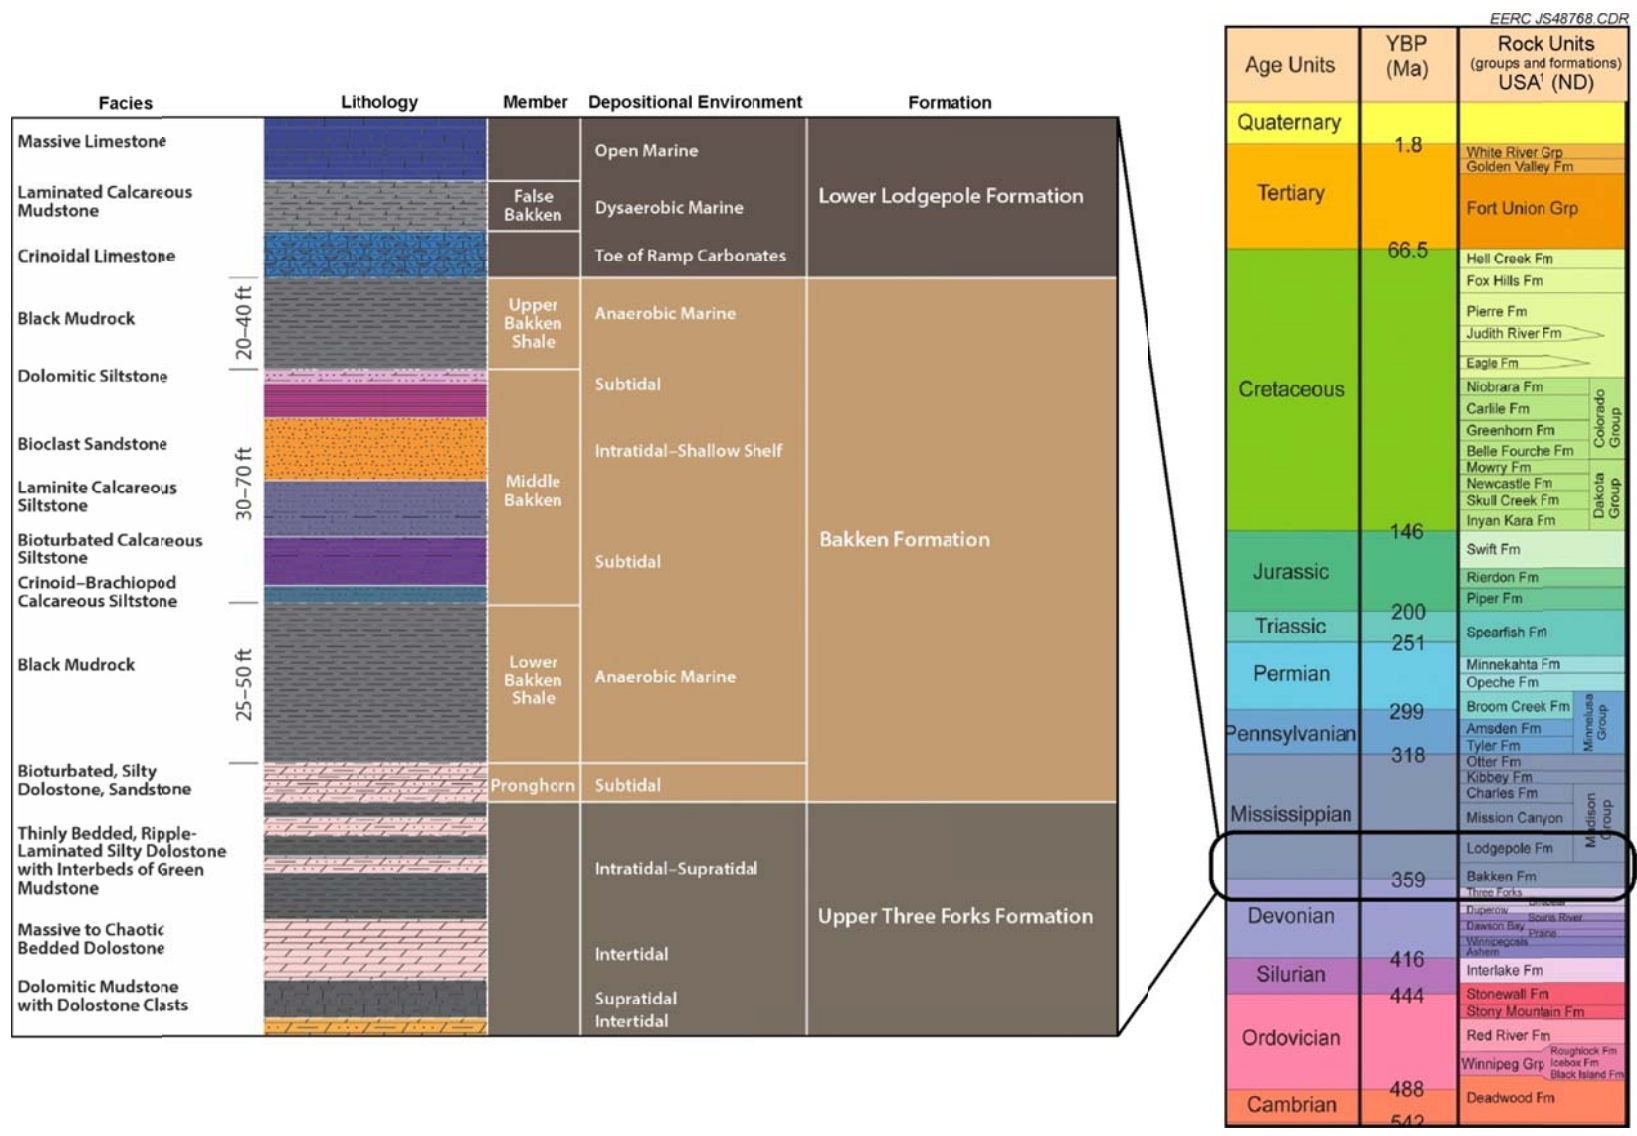 EERC JS48768.CDR
Facies
Lithology
Member
Depositional Environment
Formation
Massive Limestone
Laminated Calcareous
Mudstone
Crinoidal Limestone
Black Mudrock
Dolomitic Siltstone
Bioclast Sandstone
Laminite Calcareous
Siltstone
Bioturbated Calcareous
Siltstone
Crinoid–Brachiopod
Calcareous Siltstone
Black Mudrock
Bioturbated, Silty
Dolostone, Sandstone
Thinly Bedded, Ripple-
Laminated Silty Dolostone
with Interbeds of Green
Mudstone
Massive to Chaotic
Bedded Dolostone
Dolomitic Mudstone
with Dolostone Clasts
20–40 ft
30–70 ft
25–50 ft
False
Bakken
Upper
Bakken
Shale
Middle
Bakken
Lower
Bakken
Shale
Pronghorn
Open Marine
Dysaerobic Marine
Toe of Ramp Carbonates
Anaerobic Marine
Subtidal
Intratidal–Shallow Shelf
Subtidal
Anaerobic Marine
Subtidal
Intratidal–Supratidal
Intertidal
Supratidal
Intertidal
Lower Lodgepole Formation
Bakken Formation
Upper Three Forks Formation
Age Units
YBP
(Ma)
Rock Units
(groups and formations)
USA¹ (ND)
Quaternary
Tertiary
Cretaceous
Jurassic
Triassic
Permian
Pennsylvanian
Mississippian
Devonian
Silurian
Ordovician
Cambrian
1.8
66.5
146
200
251
299
318
359
416
444
488
542
White River Grp
Golden Valley Fm
Fort Union Grp
Hell Creek Fm
Fox Hills Fm
Pierre Fm
Judith River Fm
Eagle Fm
Niobrara Fm
Carlile Fm
Greenhorn Fm
Belle Fourche Fm
Colorado
Group
Mowry Fm
Newcastle Fm
Skull Creek Fm
Inyan Kara Fm
Dakota
Group
Swift Fm
Rierdon Fm
Piper Fm
Spearfish Fm
Minnekahta Fm
Opeche Fm
Broom Creek Fm
Amsden Fm
Tyler Fm
Minnelusa
Group
Otter Fm
Kibbey Fm
Charles Fm
Mission Canyon
Lodgepole Fm
Madison
Group
Bakken Fm
Three Forks
Duperow
Souris River
Dawson Bay
Prairie
Winnipegosis
Ashern
Interlake Fm
Stonewall Fm
Stony Mountain Fm
Red River Fm
Winnipeg Grp
Roughlock Fm
Icebox Fm
Black Island Fm
Deadwood Fm